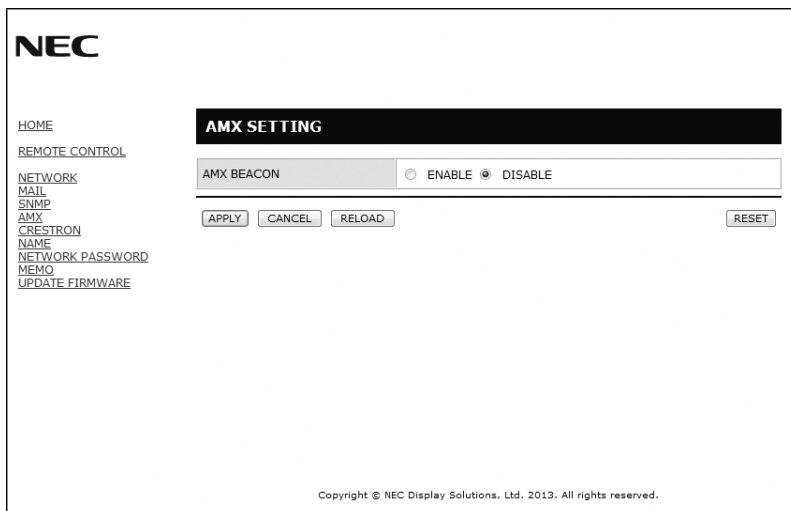 NEC
HOME
REMOTE CONTROL
NETWORK
MAIL
SNMP
AMX
CRESTRON
NAME
NETWORK PASSWORD
MEMO
UPDATE FIRMWARE
AMX SETTING
AMX BEACON ENABLE DISABLE
APPLY CANCEL RELOAD RESET
Copyright © NEC Display Solutions, Ltd. 2013. All rights reserved.